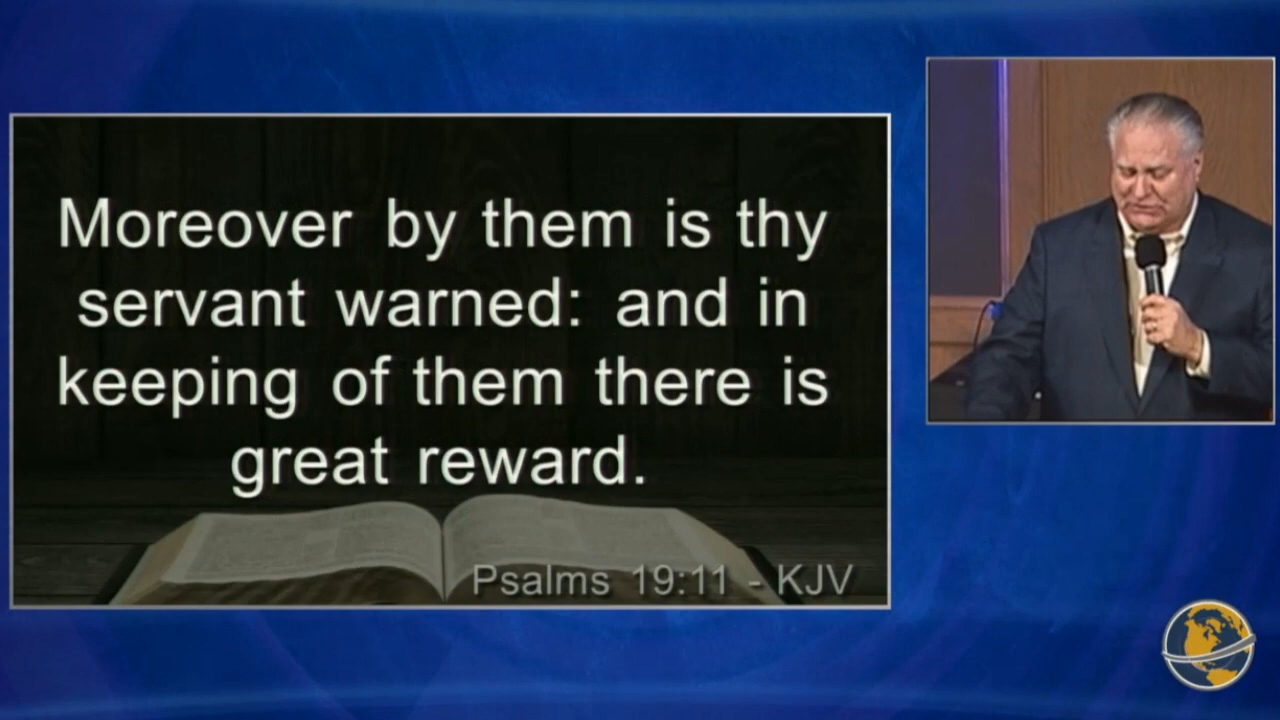 Moreover by them is thy
servant warned: and in
keeping of them there is
great reward.
Psalms 19:11 - KJV